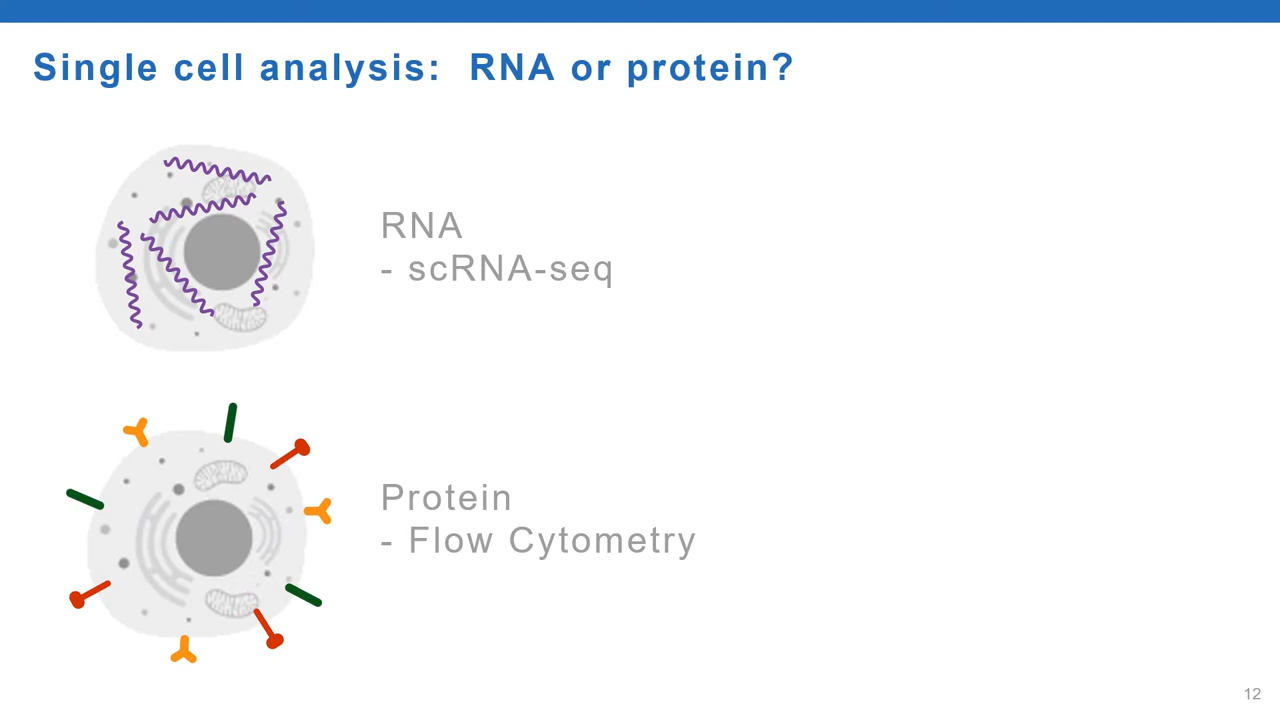 Single cell analysis: RNA or protein?
RNA
- scRNA-seq
Protein
- Flow Cytometry
12